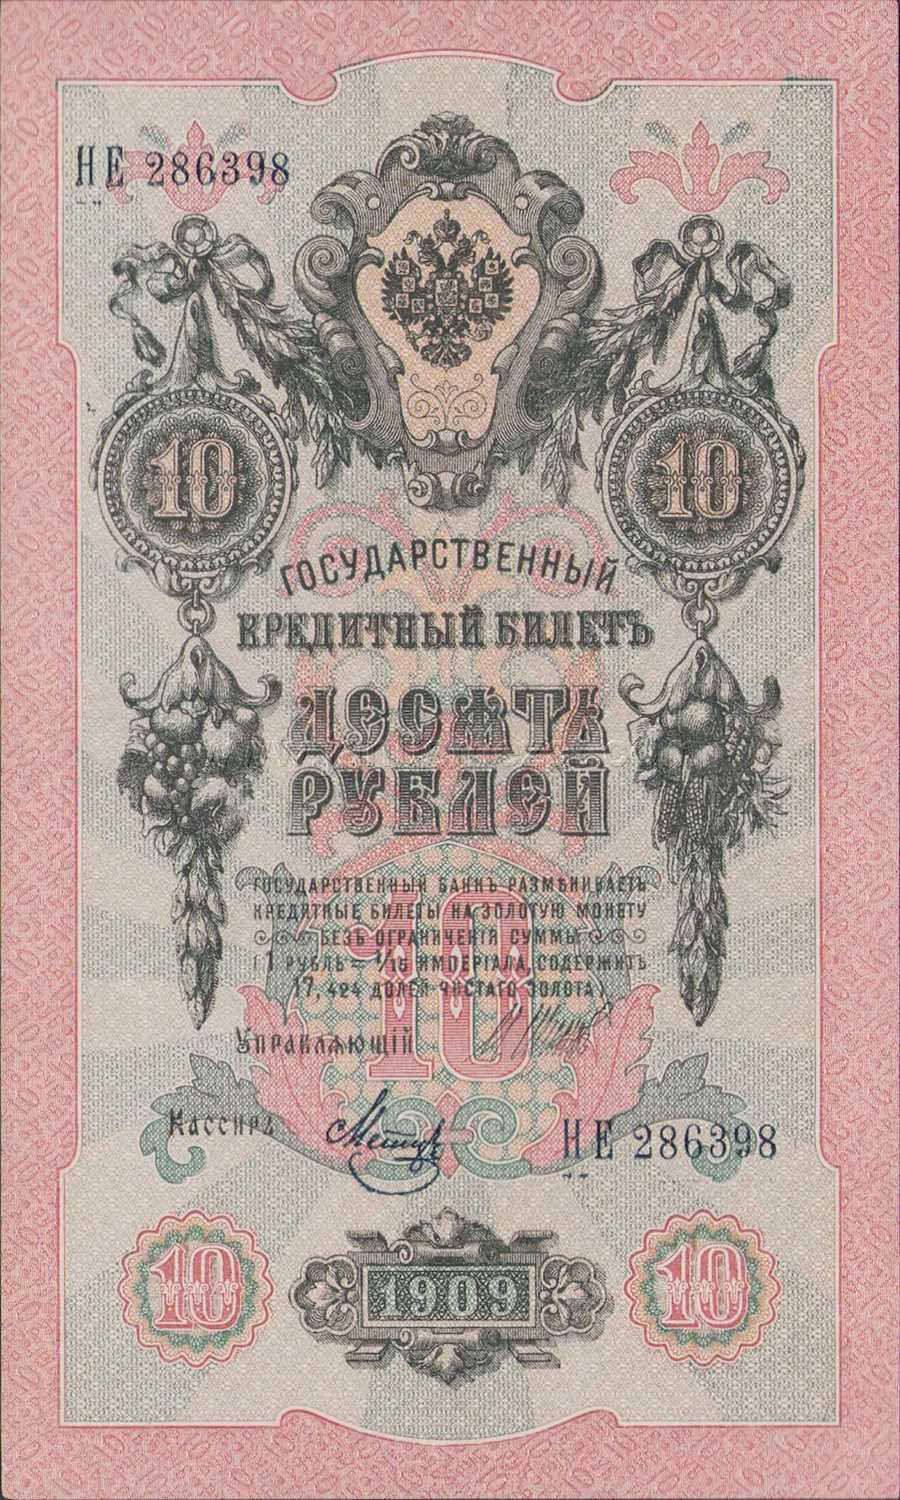 НЕ 286398
10
10
ГОСУДАРСТВЕННЫЙ
КРЕДИТНЫЙ БИЛЕТЪ
ДЕСЯТЬ
РУБЛЕЙ
ГОСУДАРСТВЕННЫЙ БАНКЪ РАЗМѢНИВАЕТЪ
КРЕДИТНЫЕ БИЛЕТЫ НА ЗОЛОТУЮ МОНЕТУ
БЕЗЪ ОГРАНИЧЕНІЯ СУММЫ
(1 РУБЛЬ = 1/15 ИМПЕРІАЛА, СОДЕРЖИТЪ
17,424 ДОЛЕЙ ЧИСТАГО ЗОЛОТА)
10
Управляющій
Кассиръ
НЕ 286398
10
1909
10